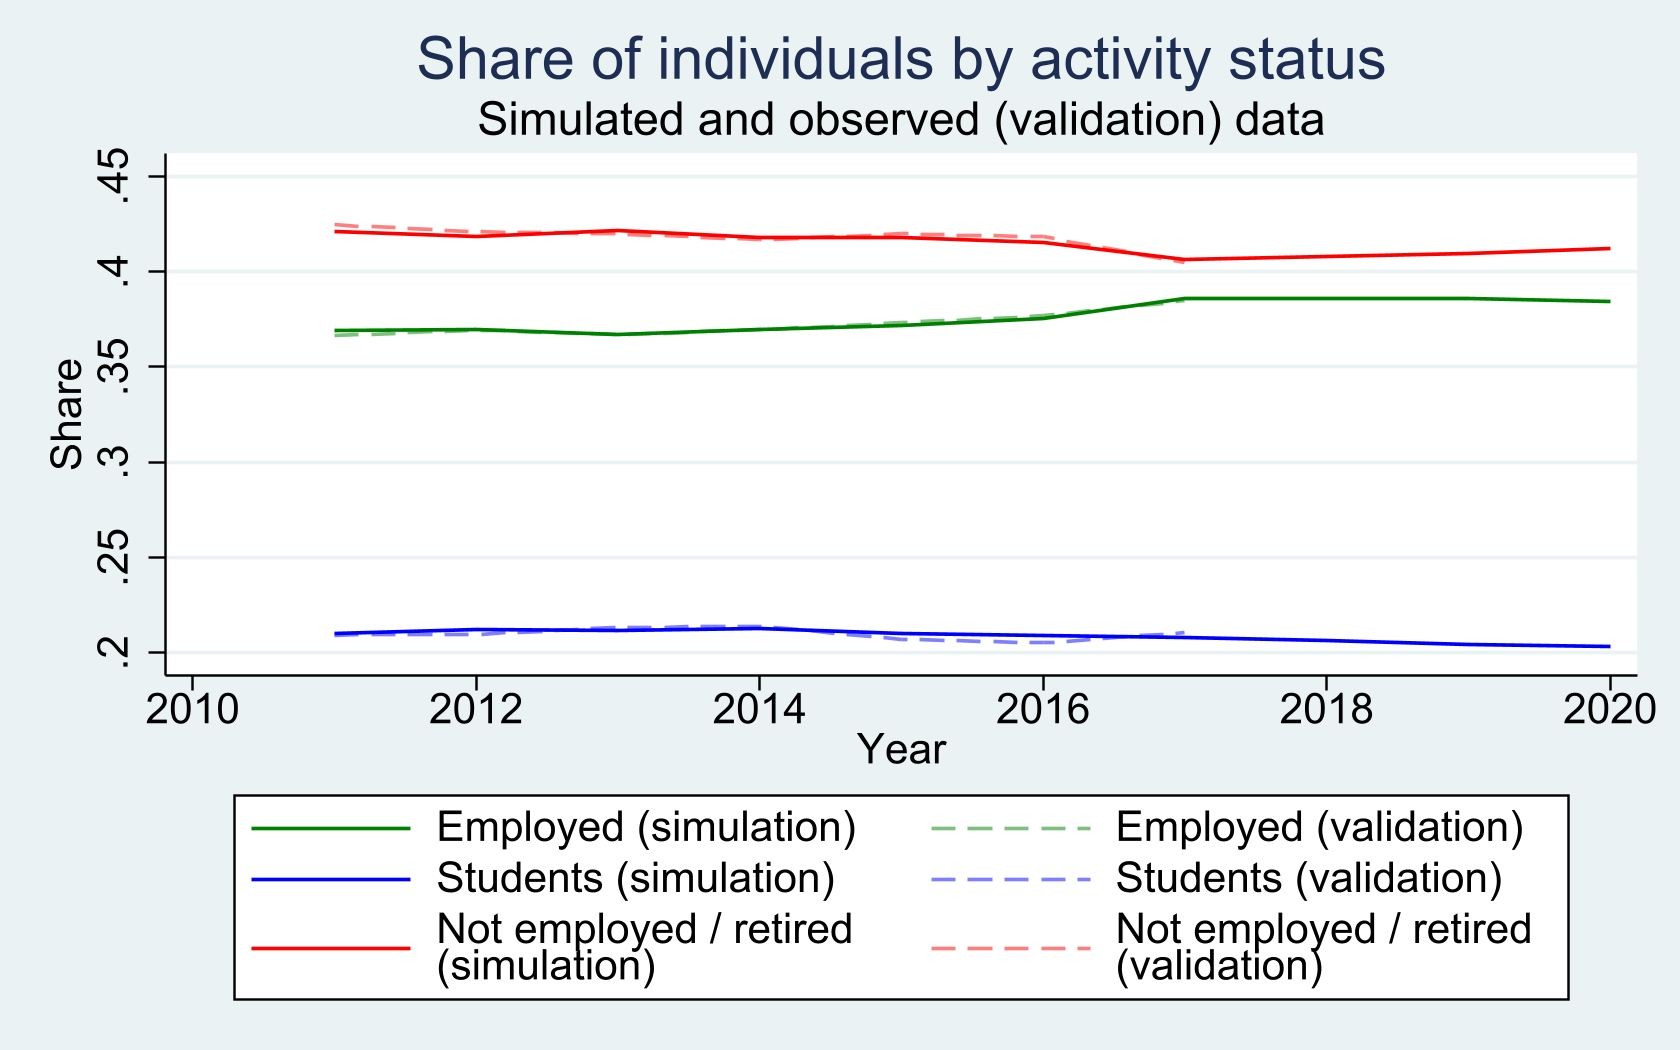 Share of individuals by activity status
Simulated and observed (validation) data
Share
.45
.4
.35
.3
.25
.2
2010 2012 2014 2016 2018 2020
Year
Employed (simulation) Employed (validation)
Students (simulation) Students (validation)
Not employed / retired Not employed / retired
(simulation) (validation)